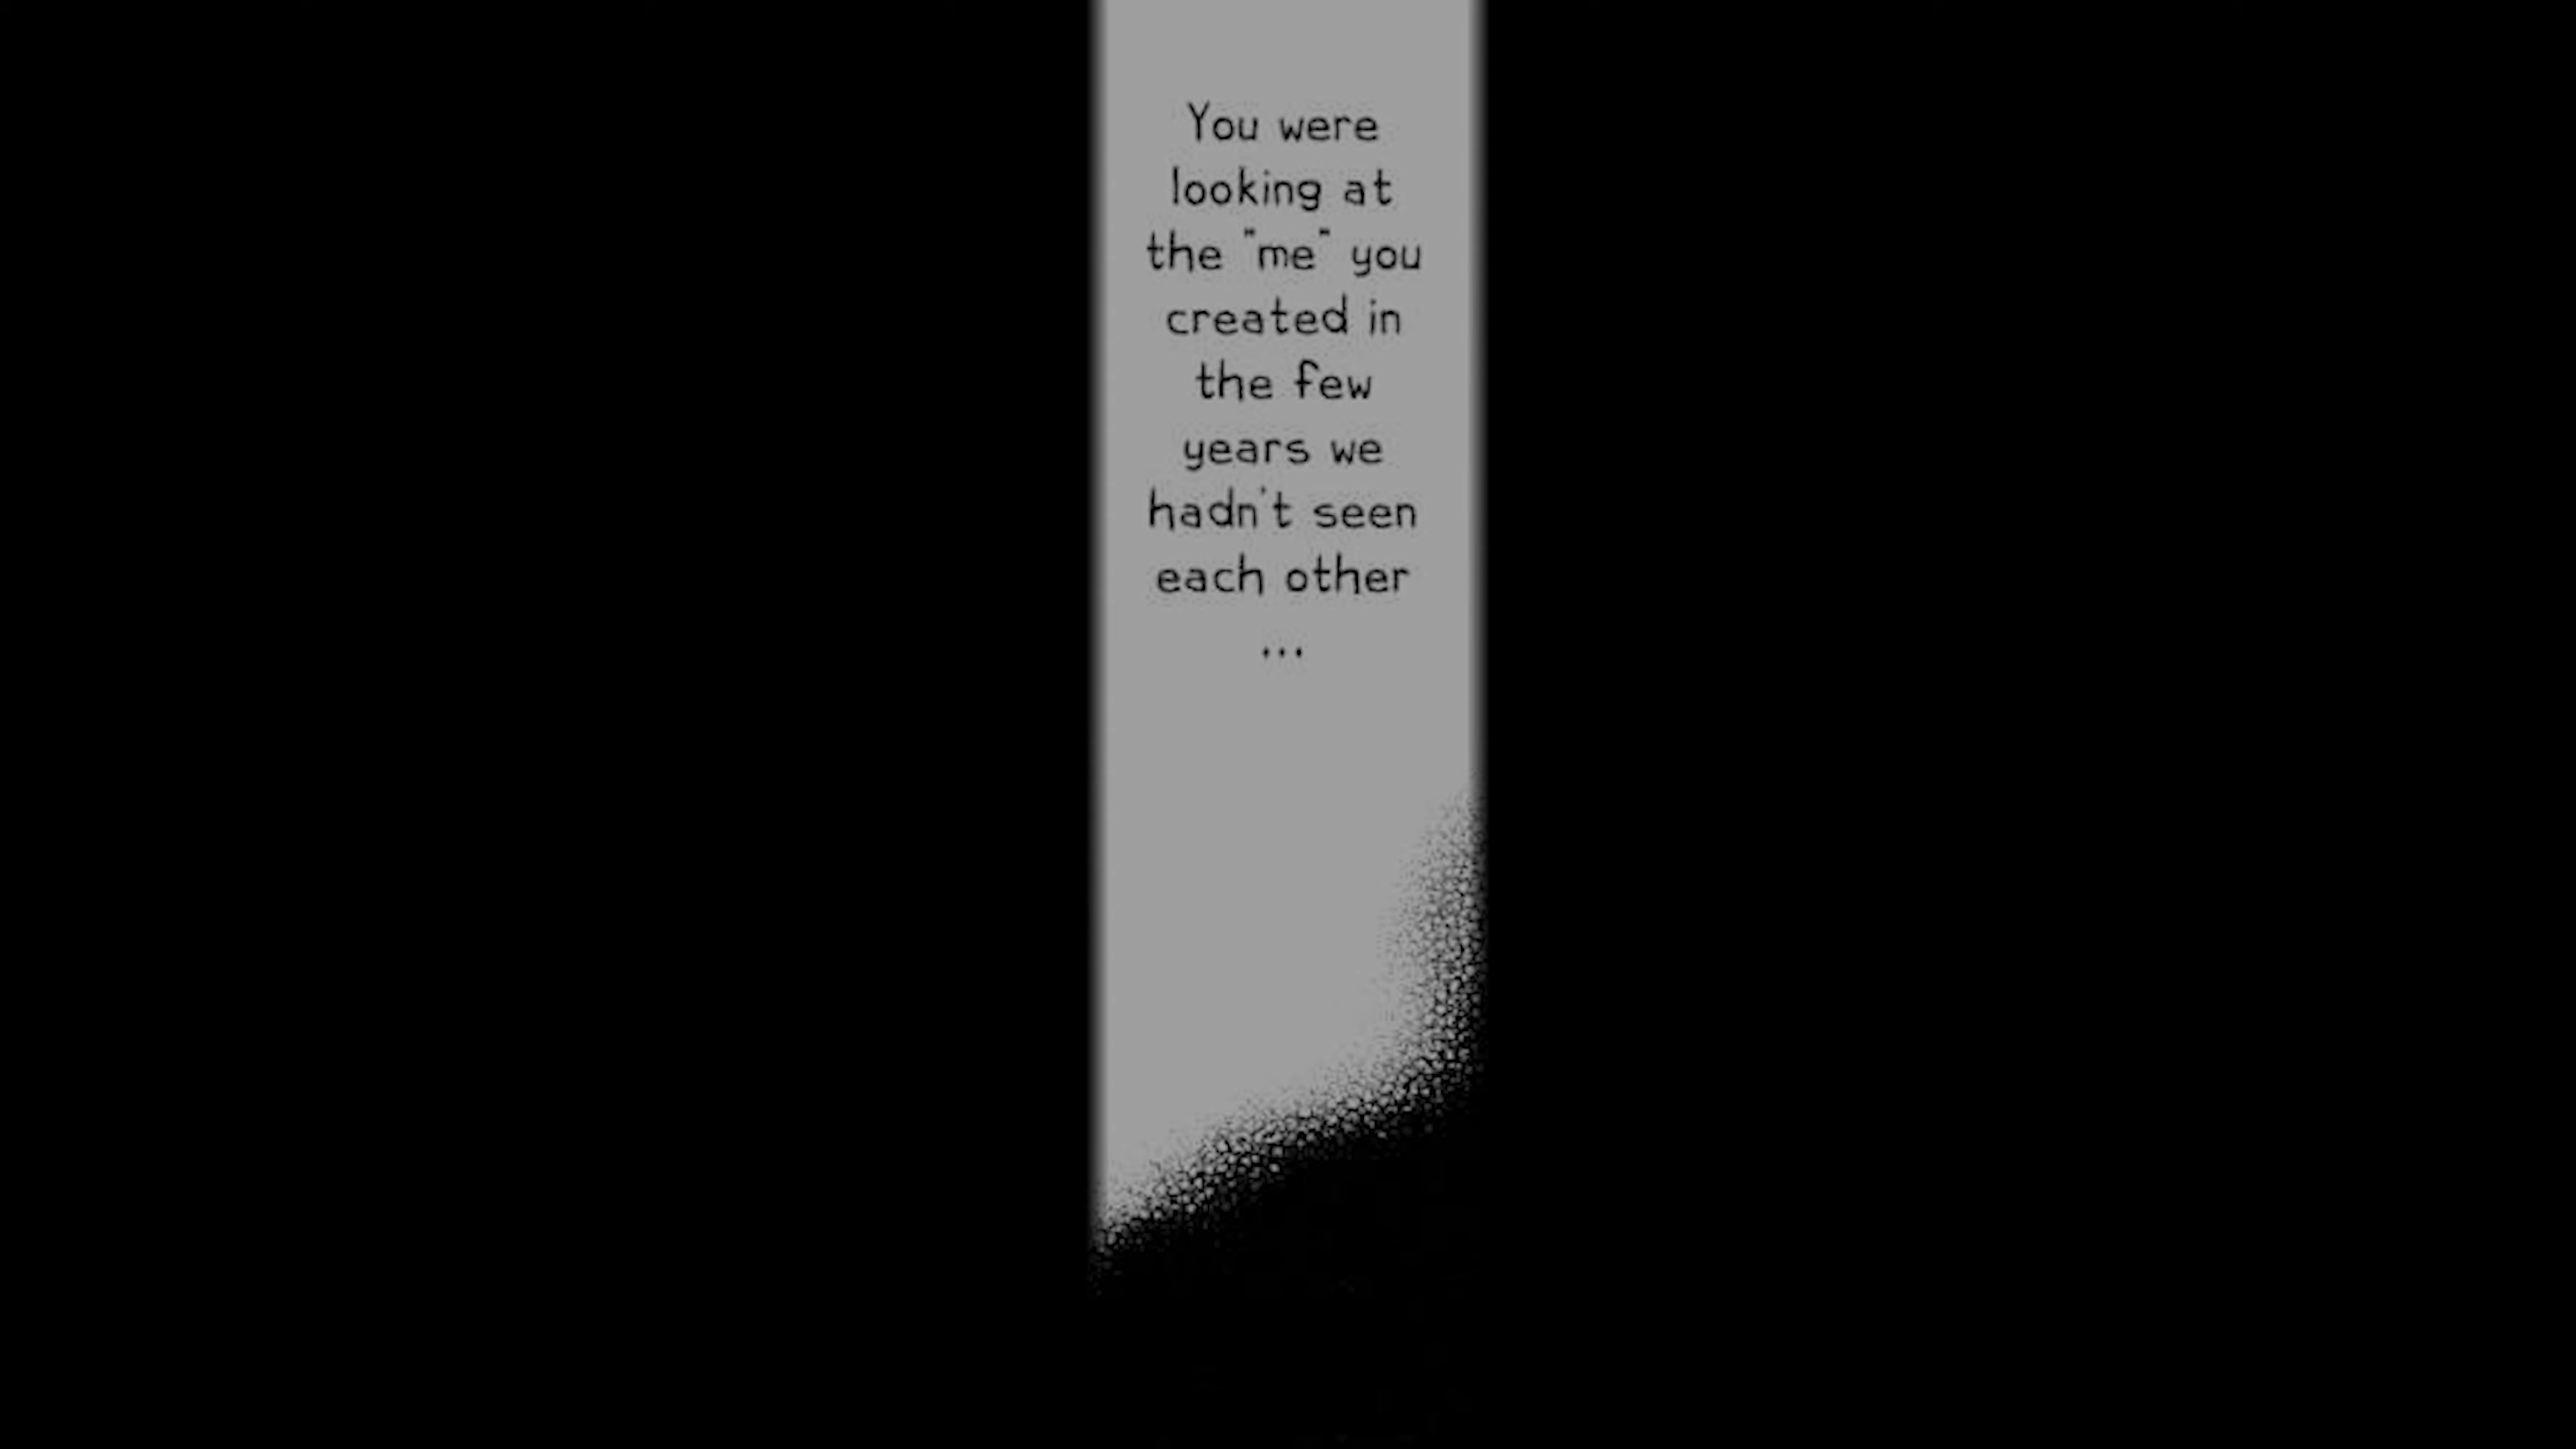 You were
looking at
the "me" you
created in
the few
years we
hadn't seen
each other
...